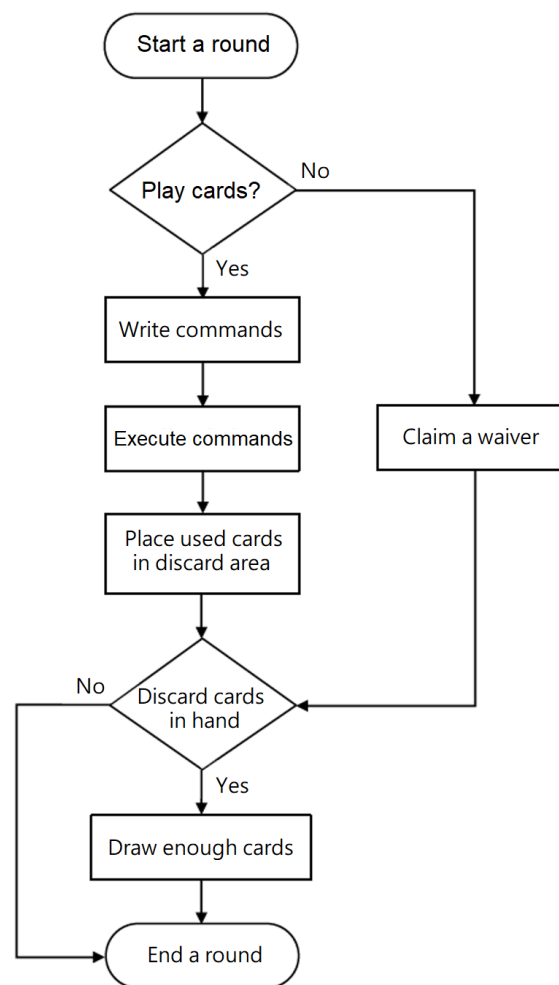 Start a round
Play cards?
No
Yes
Write commands
Execute commands
Claim a waiver
Place used cards
in discard area
No
Discard cards
in hand
Yes
Draw enough cards
End a round